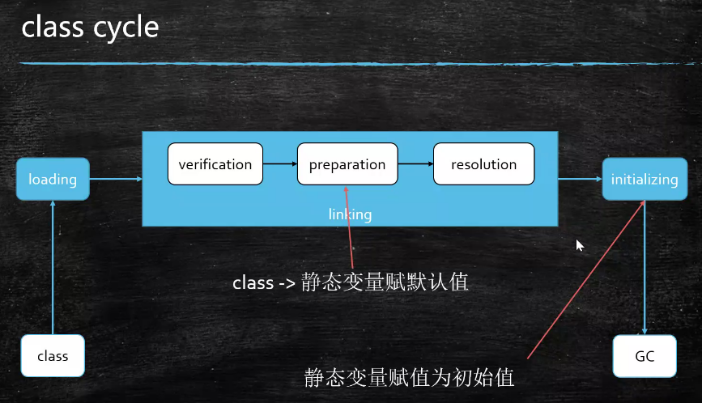 class cycle
verification
preparation
resolution
loading
initializing
linking
class -> 静态变量赋默认值
class
GC
静态变量赋值为初始值